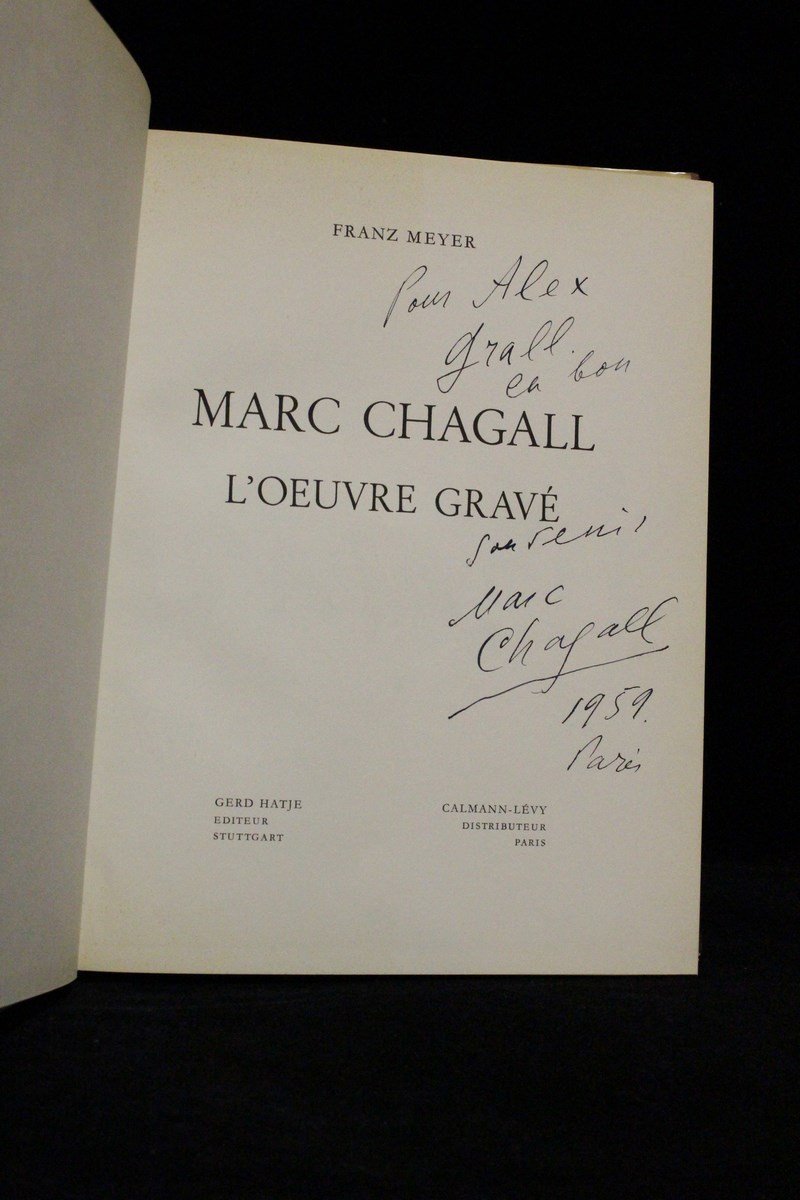 FRANZ MEYER
Pour Alex
Grall.
en bon
MARC CHAGALL
L'OEUVRE GRAVÉ
souvenir
Marc
Chagall
1959.
Paris
GERD HATJE
EDITEUR
STUTTGART
CALMANN-LÉVY
DISTRIBUTEUR
PARIS